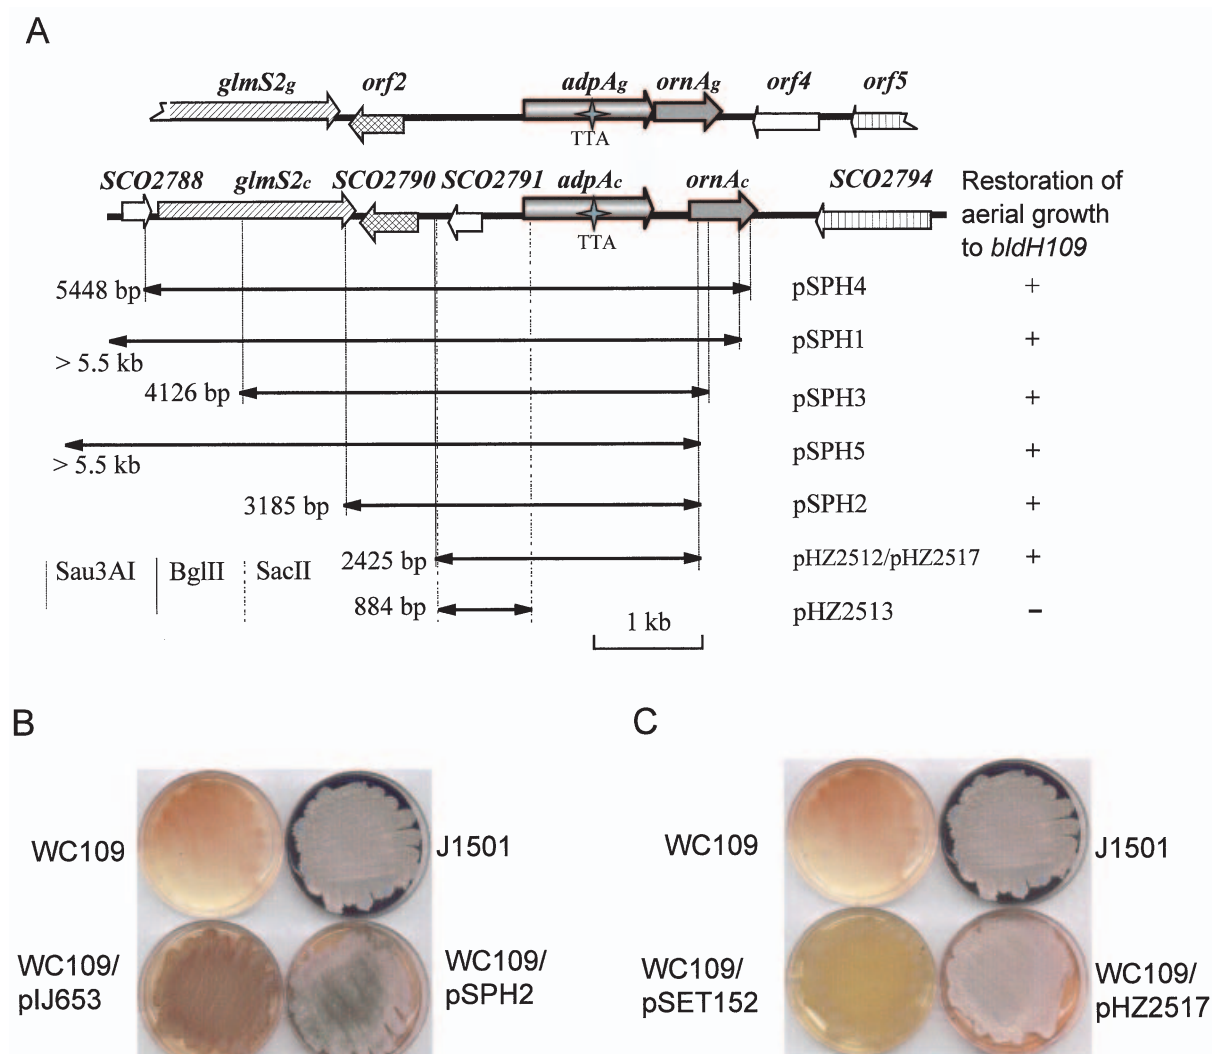 A
glmS2g orf2 adpAg ornAg orf4 orf5
TTA
SCO2788 glmS2c SCO2790 SCO2791 adpAc ornAc SCO2794
Restoration of
aerial growth
to bldH109
TTA
5448 bp pSPH4 +
> 5.5 kb pSPH1 +
4126 bp pSPH3 +
> 5.5 kb pSPH5 +
3185 bp pSPH2 +
Sau3AI BglII SacII 2425 bp pHZ2512/pHZ2517 +
884 bp pHZ2513 −
1 kb
B
WC109 J1501
WC109/
pIJ653
WC109/
pSPH2
C
WC109 J1501
WC109/
pSET152
WC109/
pHZ2517